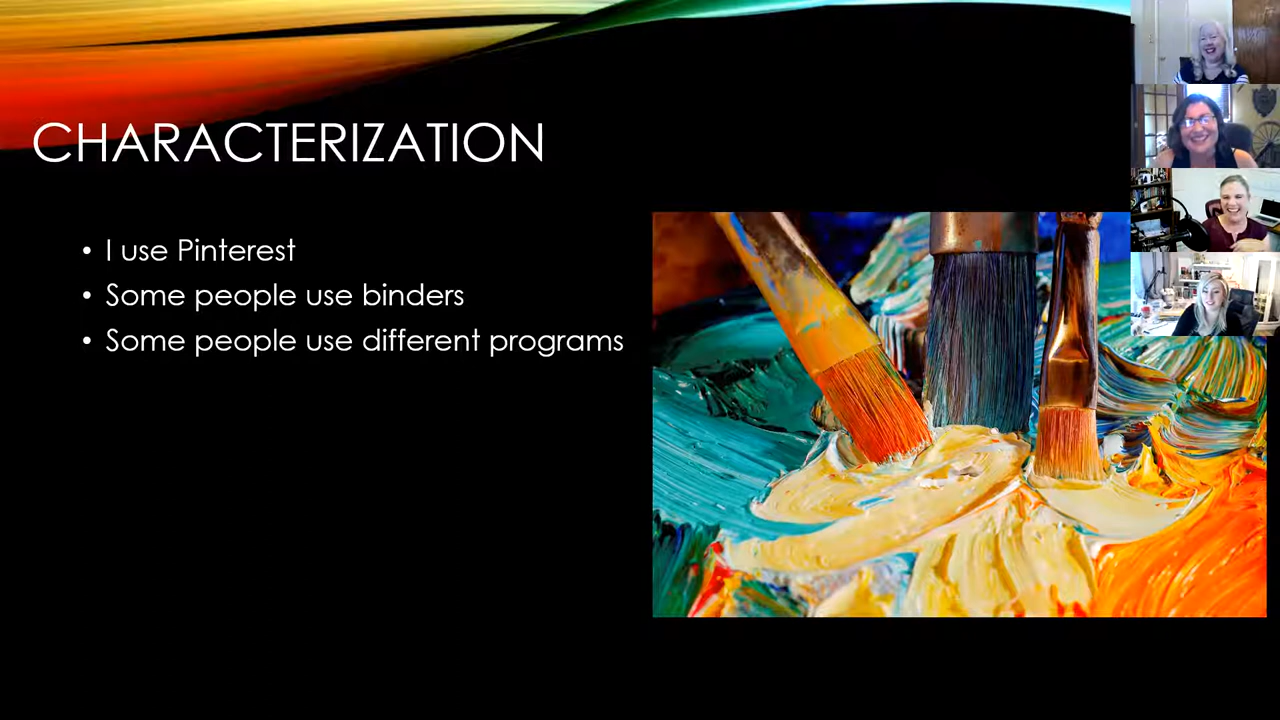 CHARACTERIZATION
• I use Pinterest
• Some people use binders
• Some people use different programs